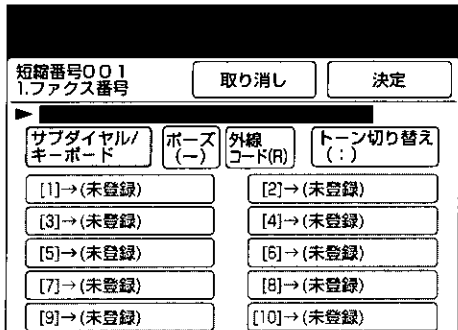 短縮番号001
1.ファクス番号
取り消し
決定
サブダイヤル/
キーボード
ポーズ
(ー)
外線
コード(R)
トーン切り替え
(：)
[1]→(未登録)
[2]→(未登録)
[3]→(未登録)
[4]→(未登録)
[5]→(未登録)
[6]→(未登録)
[7]→(未登録)
[8]→(未登録)
[9]→(未登録)
[10]→(未登録)